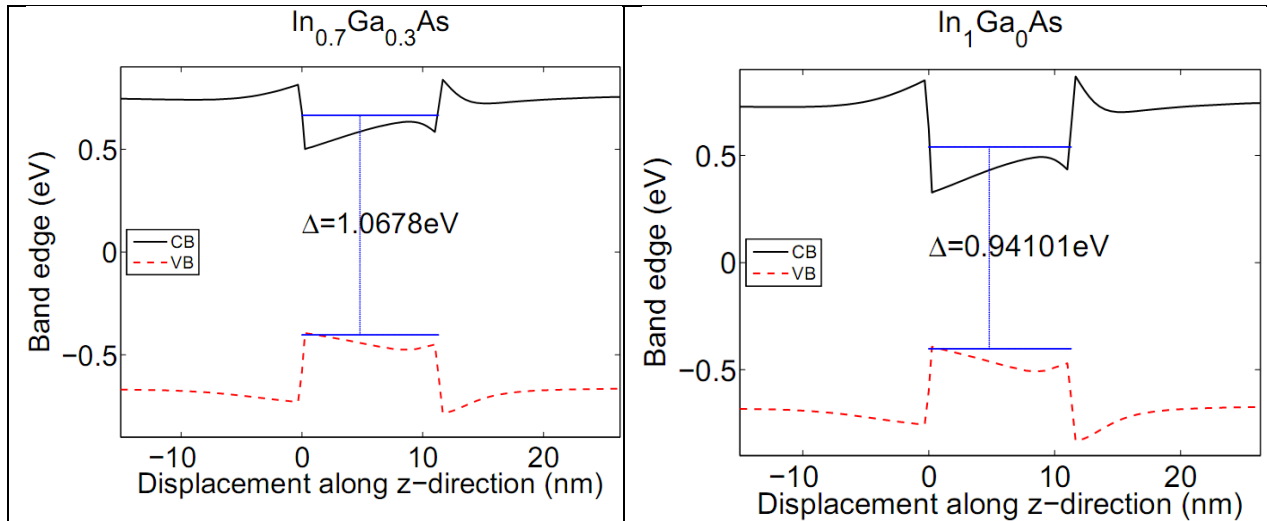 In0.7Ga0.3As
0.5
0
−0.5
Band edge (eV)
CB
VB
Δ=1.0678eV
−10
0
10
20
Displacement along z−direction (nm)
In1Ga0As
0.5
0
−0.5
Band edge (eV)
CB
VB
Δ=0.94101eV
−10
0
10
20
Displacement along z−direction (nm)